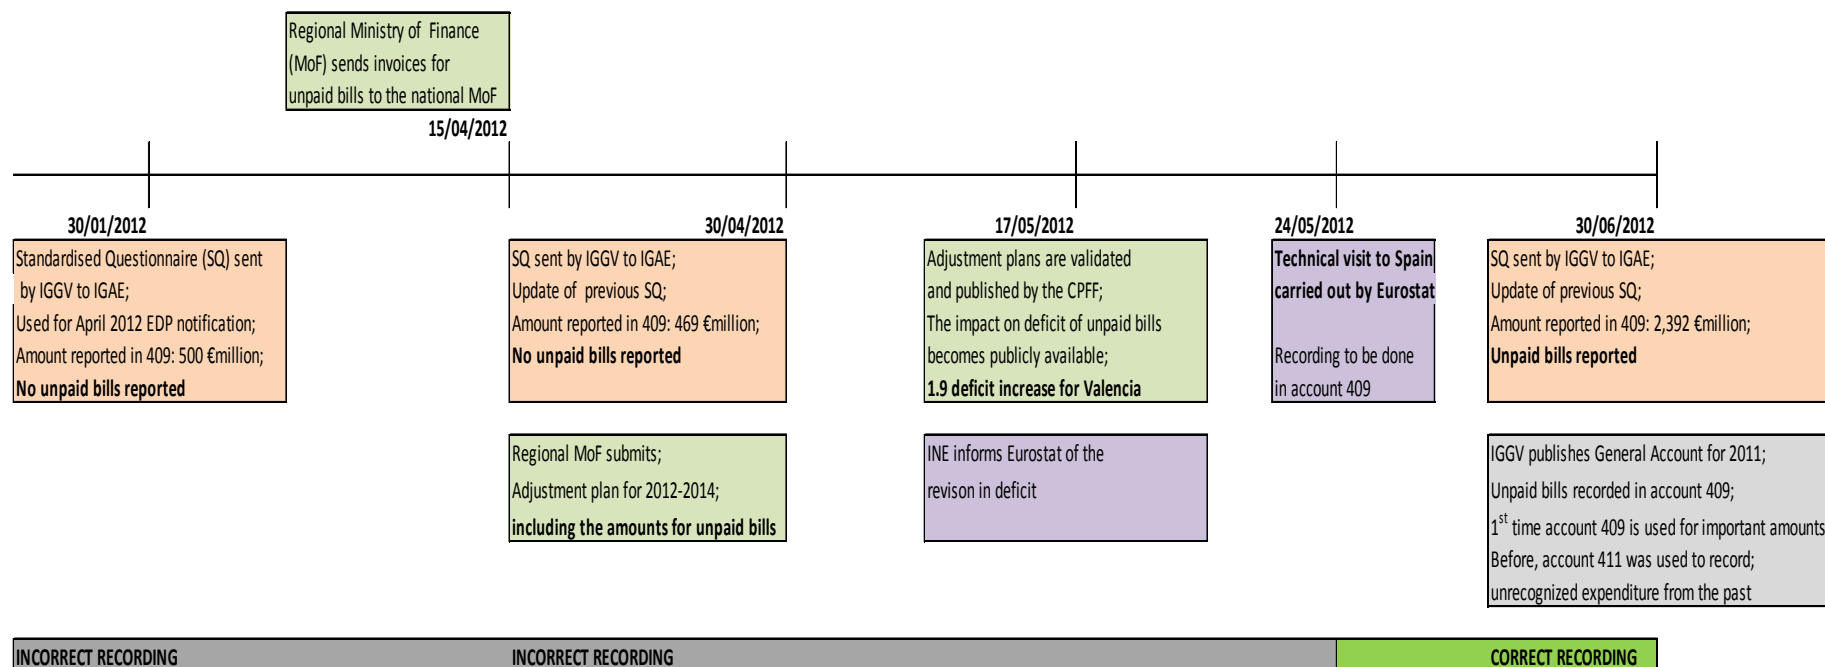 Regional Ministry of  Finance
(MoF) sends invoices for
unpaid bills to the national MoF
15/04/2012
30/01/2012
Standardised Questionnaire (SQ) sent
by IGGV to IGAE;
Used for April 2012 EDP notification;
Amount reported in 409: 500 €million;
No unpaid bills reported
30/04/2012
SQ sent by IGGV to IGAE;
Update of  previous SQ;
Amount reported in 409: 469 €million;
No unpaid bills reported
Regional MoF submits;
Adjustment plan for 2012-2014;
including the amounts for unpaid bills
17/05/2012
Adjustment plans are validated
and published by the CPFF;
The impact on deficit of unpaid bills
becomes publicly available;
1.9 deficit increase for Valencia
INE informs Eurostat of the
revison in deficit
24/05/2012
Technical visit to Spain
carried out by Eurostat
Recording to be done
in account 409
30/06/2012
SQ sent by IGGV to IGAE;
Update of previous SQ;
Amount reported in 409: 2,392 €million;
Unpaid bills reported
IGGV publishes General Account for 2011;
Unpaid bills recorded in account 409;
1st time account 409 is used for important amounts
Before, account 411 was used to record;
unrecognized expenditure from the past
INCORRECT RECORDING
INCORRECT RECORDING
CORRECT RECORDING